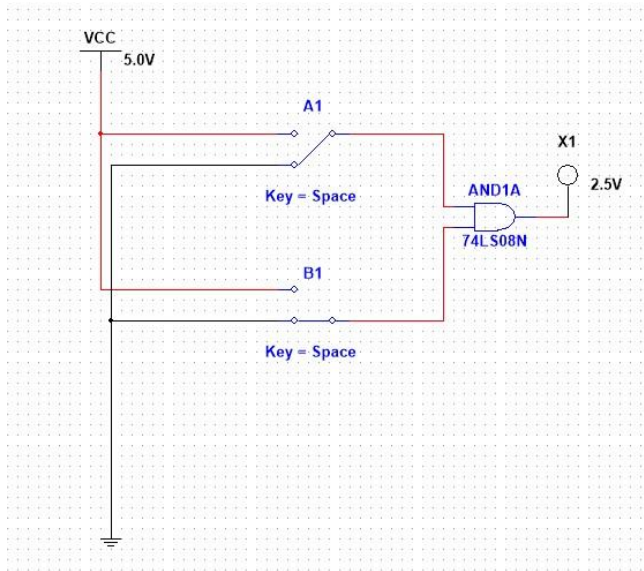 VCC
5.0V
A1
X1
Key = Space
AND1A
2.5V
74LS08N
B1
Key = Space